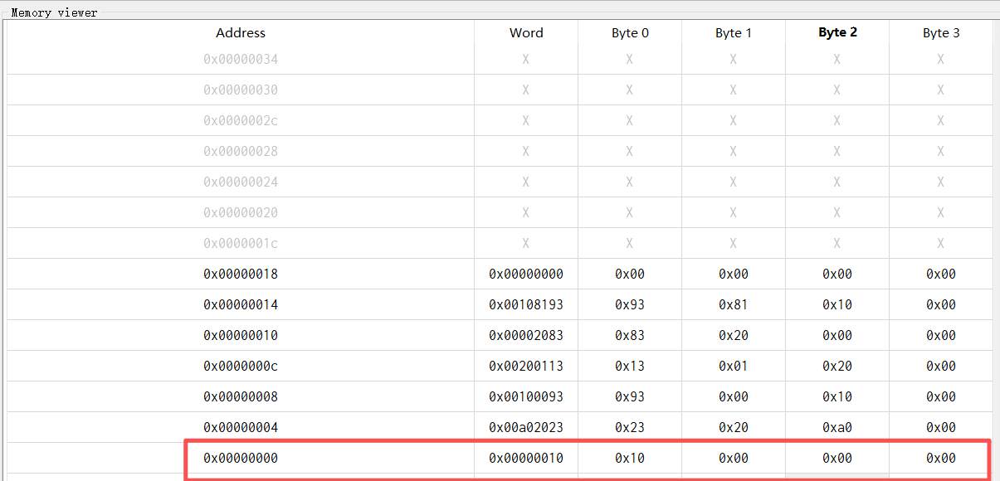 Memory viewer
Address Word Byte 0 Byte 1 Byte 2 Byte 3
0x00000034 X X X X X
0x00000030 X X X X X
0x0000002c X X X X X
0x00000028 X X X X X
0x00000024 X X X X X
0x00000020 X X X X X
0x0000001c X X X X X
0x00000018 0x00000000 0x00 0x00 0x00 0x00
0x00000014 0x00108193 0x93 0x81 0x10 0x00
0x00000010 0x00002083 0x83 0x20 0x00 0x00
0x0000000c 0x00200113 0x13 0x01 0x20 0x00
0x00000008 0x00100093 0x93 0x00 0x10 0x00
0x00000004 0x00a02023 0x23 0x20 0xa0 0x00
0x00000000 0x00000010 0x10 0x00 0x00 0x00